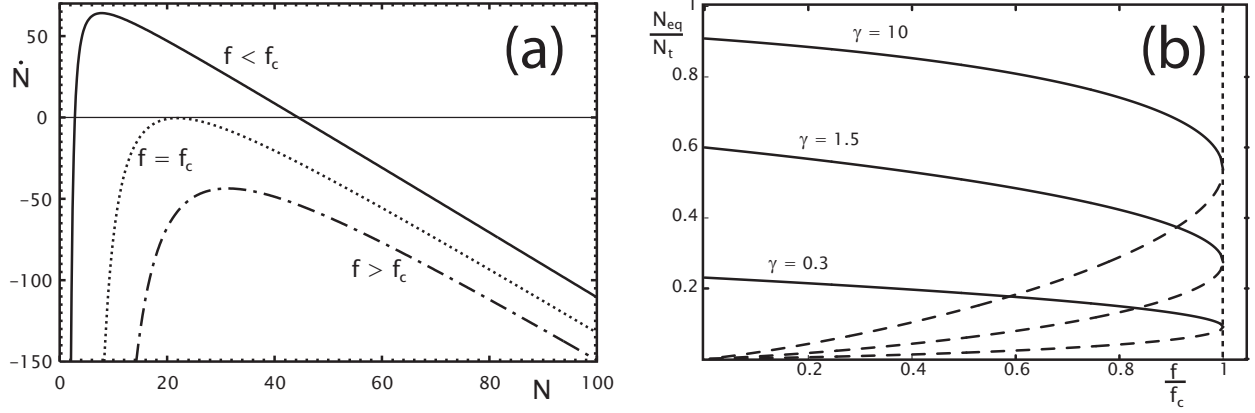 (a)
50
0
−50
−100
−150
Ṅ
f < f_c
f = f_c
f > f_c
0
20
40
60
80
N
100
(b)
1
N_eq
N_t
0.8
0.6
0.4
0.2
γ = 10
γ = 1.5
γ = 0.3
0.2
0.4
0.6
0.8
f
f_c
1